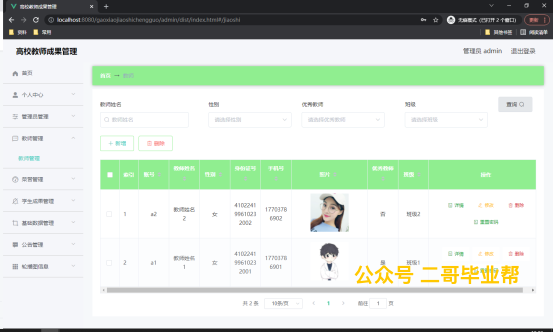 高校教师成果管理
localhost:8080/gaoxiaojiaoshichengguo/admin/dist/index.html#/jiaoshi
无痕模式 (已打开 2 个窗口)
更新
资料 常用
其他书签 阅读清单
高校教师成果管理
管理员 admin 退出登录
首页
个人中心
管理员管理
教师管理
教师管理
荣誉管理
学生成果管理
基础数据管理
公告管理
轮播图信息
首页 教师
教师姓名 性别 优秀教师 班级
教师姓名 请选择性别 请选择优秀教师 请选择班级 查询
+ 新增 删除
索引 账号 教师姓名 性别 身份证号 手机号 照片 优秀教师 班级 操作
1 a2 教师姓名2 女 410224199610232002 17703786902 否 班级2 详情 修改 删除 重置密码
2 a1 教师姓名1 女 410224199610232001 17703786901 是 班级1 详情 删除
共 2 条 10条/页 1 前往 1 页
公众号 二哥毕业帮